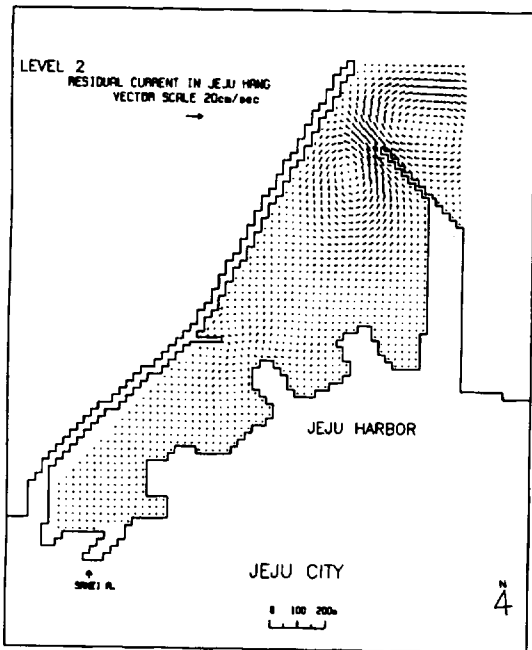 LEVEL 2
RESIDUAL CURRENT IN JEJU HANG
VECTOR SCALE 20cm/sec
JEJU HARBOR
JEJU CITY
0 100 200m
N
4